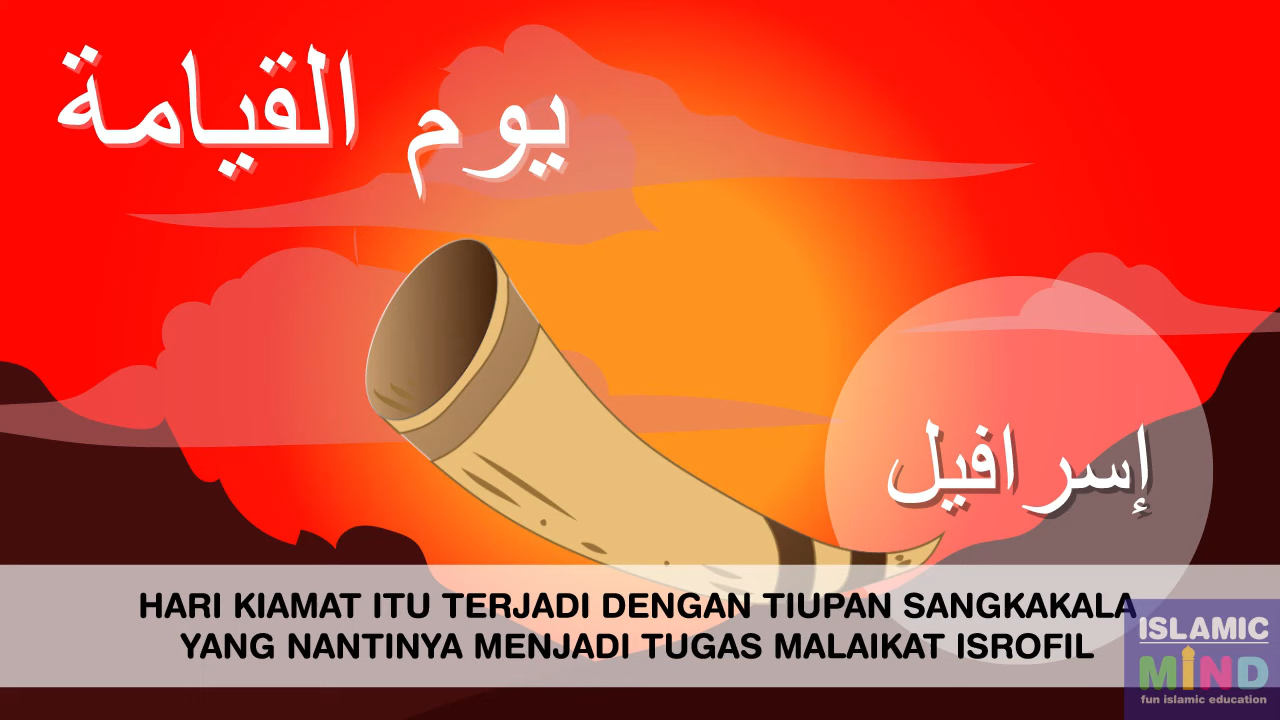 يوم القيامة
إسرافيل
HARI KIAMAT ITU TERJADI DENGAN TIUPAN SANGKAKALA
YANG NANTINYA MENJADI TUGAS MALAIKAT ISROFIL
ISLAMIC
MIND
fun islamic education